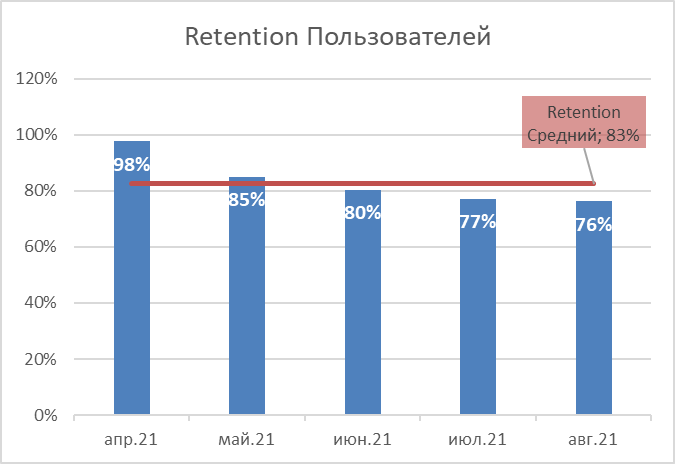 Retention Пользователей
120%
100%
80%
60%
40%
20%
0%
Retention
Средний; 83%
98%
85%
80%
77%
76%
апр.21
май.21
июн.21
июл.21
авг.21